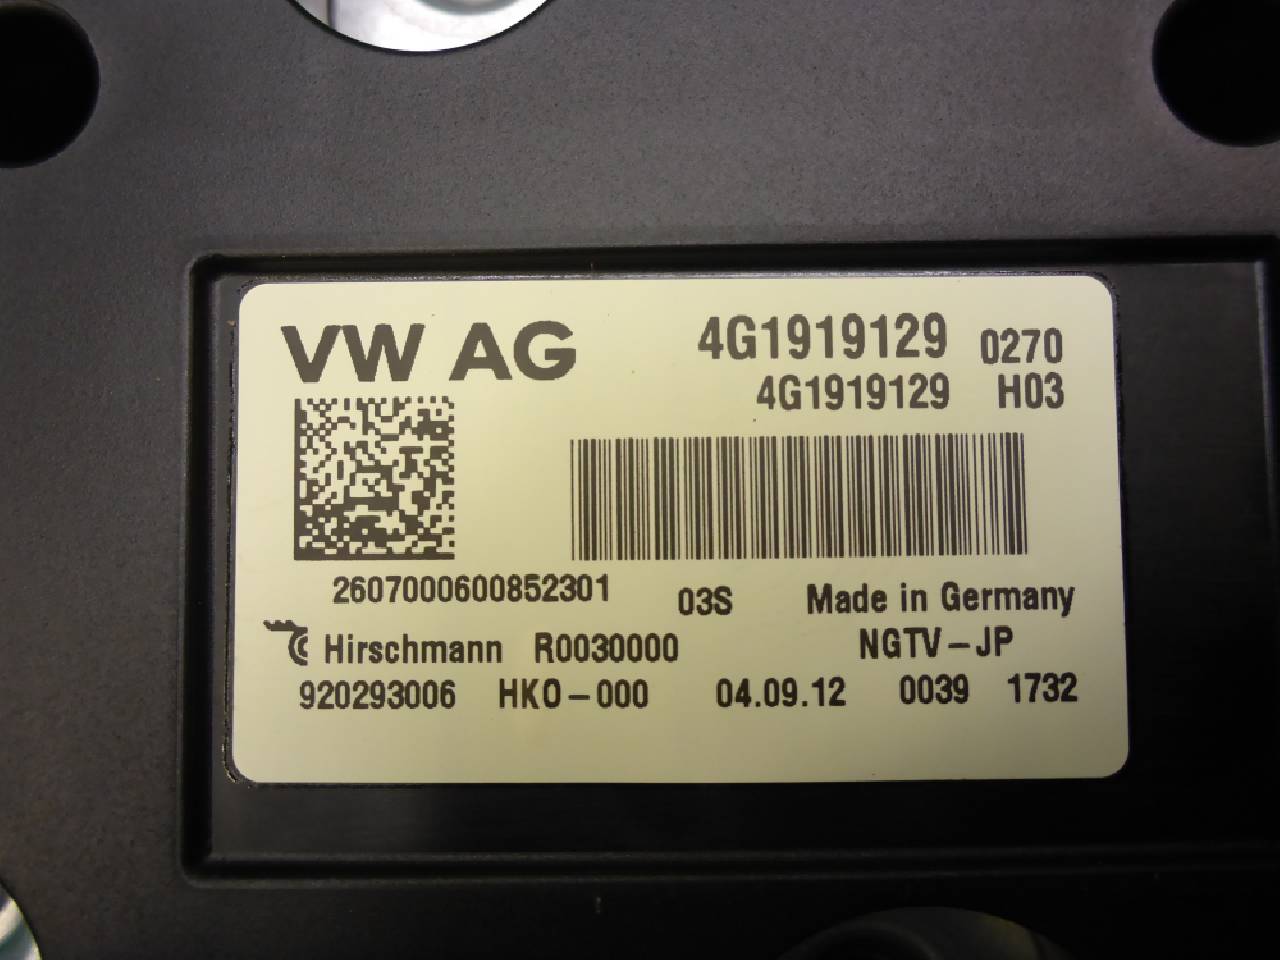 VW AG 4G1919129 0270
4G1919129 H03
2607000600852301 03S Made in Germany
Hirschmann R0030000 NGTV-JP
920293006 HK0-000 04.09.12 0039 1732